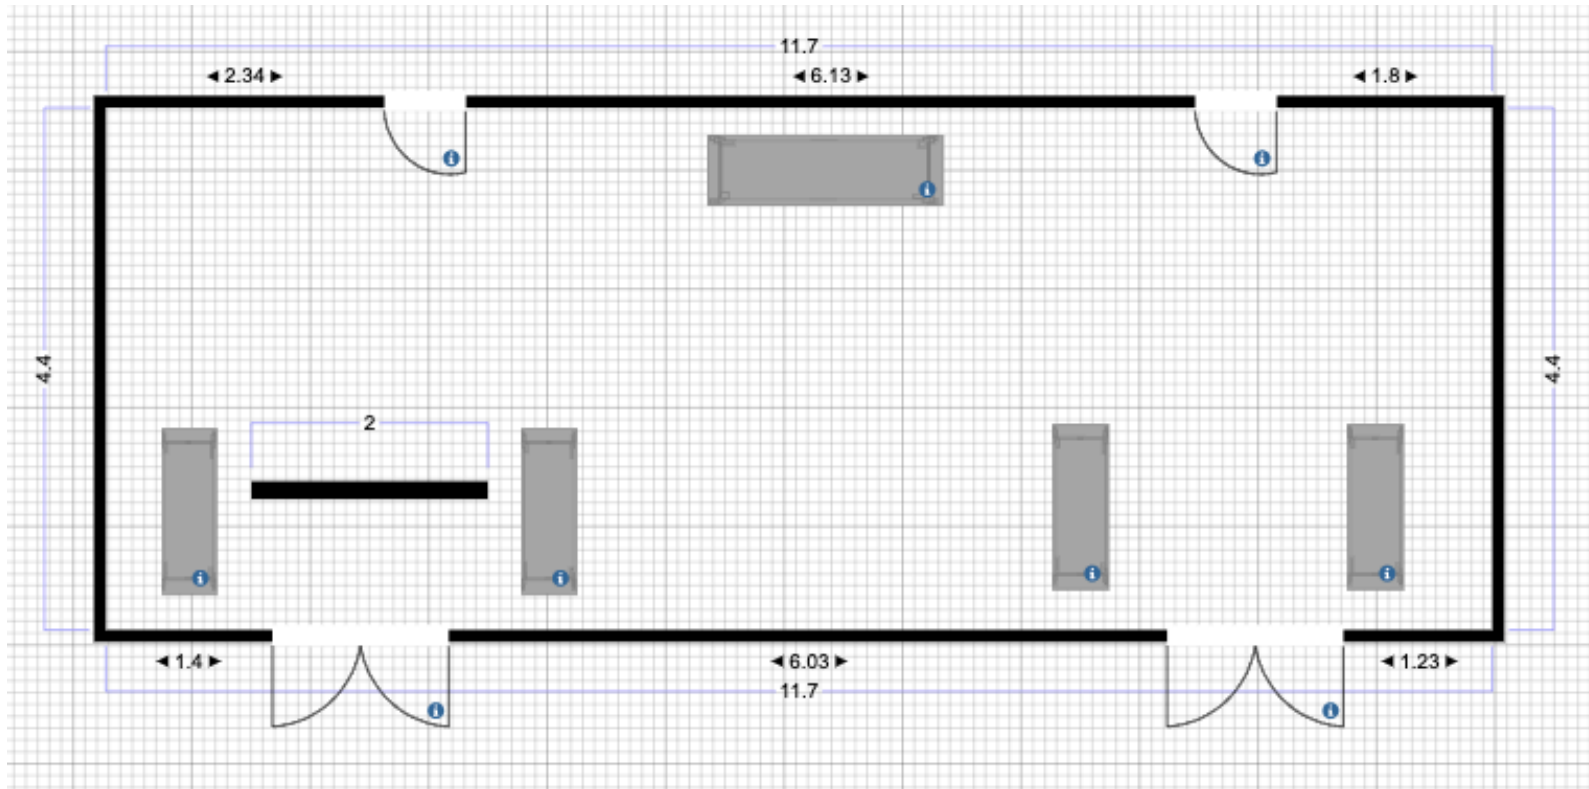 11.7
◄ 2.34 ► ◄ 6.13 ► ◄ 1.8 ►
i i
i
4.4 4.4
2
i i i i
◄ 1.4 ► ◄ 6.03 ► ◄ 1.23 ►
11.7
i i